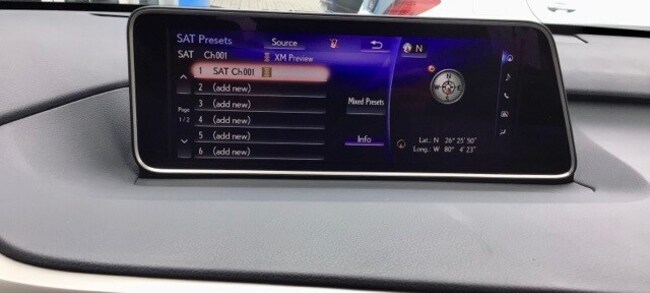 SAT Presets
Source
N
SAT Ch001
XM Preview
1 SAT Ch001
2 (add new)
3 (add new)
4 (add new)
5 (add new)
6 (add new)
Page
1/2
Mixed Presets
Info
N
W E
S
Lat.: N 26° 25' 50"
Long.: W 80° 4' 23"